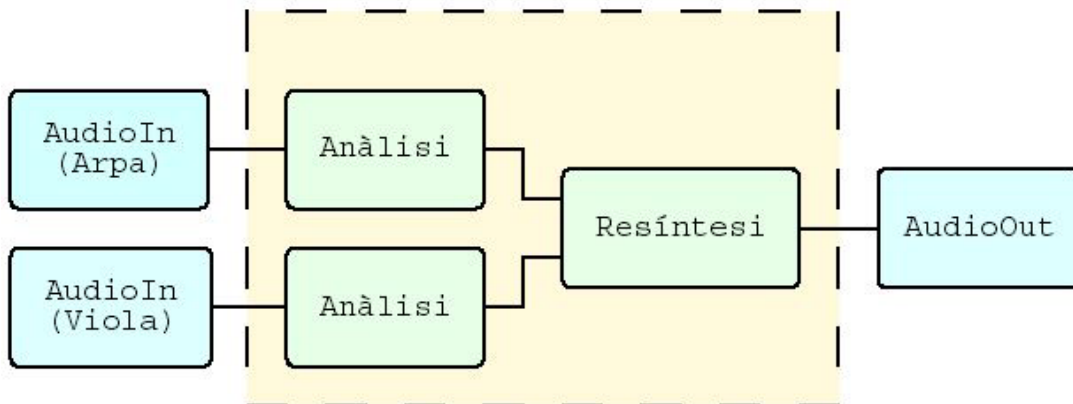 AudioIn
(Arpa)
Anàlisi
Resíntesi
AudioOut
AudioIn
(Viola)
Anàlisi